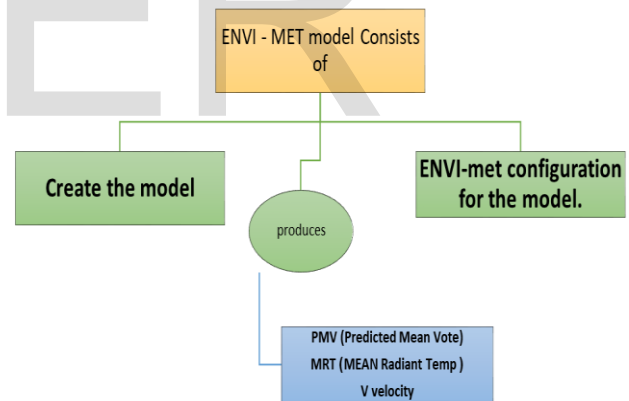 ENVI - MET model Consists
of
Create the model
ENVI-met configuration
for the model.
produces
PMV (Predicted Mean Vote)
MRT (MEAN Radiant Temp )
V velocity